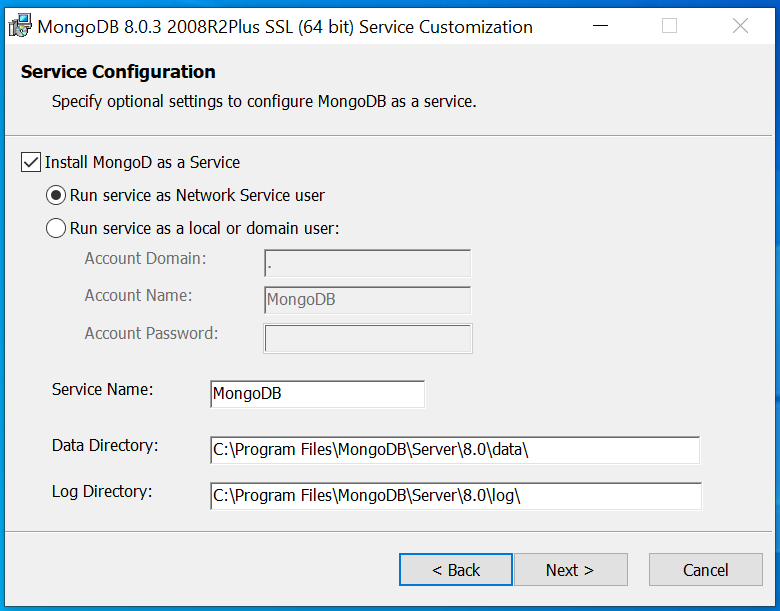 MongoDB 8.0.3 2008R2Plus SSL (64 bit) Service Customization
Service Configuration
Specify optional settings to configure MongoDB as a service.
Install MongoD as a Service
Run service as Network Service user
Run service as a local or domain user:
Account Domain: .
Account Name: MongoDB
Account Password:
Service Name: MongoDB
Data Directory: C:\Program Files\MongoDB\Server\8.0\data\
Log Directory: C:\Program Files\MongoDB\Server\8.0\log\
< Back Next > Cancel